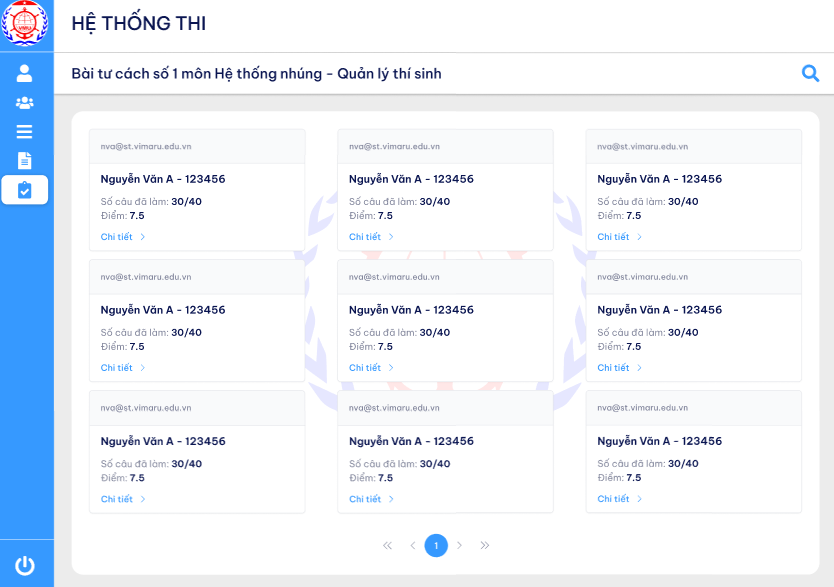 HỆ THỐNG THI
Bài tư cách số 1 môn Hệ thống nhúng - Quản lý thí sinh
nva@st.vimaru.edu.vn
Nguyễn Văn A - 123456
Số câu đã làm: 30/40
Điểm: 7.5
Chi tiết
nva@st.vimaru.edu.vn
Nguyễn Văn A - 123456
Số câu đã làm: 30/40
Điểm: 7.5
Chi tiết
nva@st.vimaru.edu.vn
Nguyễn Văn A - 123456
Số câu đã làm: 30/40
Điểm: 7.5
Chi tiết
nva@st.vimaru.edu.vn
Nguyễn Văn A - 123456
Số câu đã làm: 30/40
Điểm: 7.5
Chi tiết
nva@st.vimaru.edu.vn
Nguyễn Văn A - 123456
Số câu đã làm: 30/40
Điểm: 7.5
Chi tiết
nva@st.vimaru.edu.vn
Nguyễn Văn A - 123456
Số câu đã làm: 30/40
Điểm: 7.5
Chi tiết
nva@st.vimaru.edu.vn
Nguyễn Văn A - 123456
Số câu đã làm: 30/40
Điểm: 7.5
Chi tiết
nva@st.vimaru.edu.vn
Nguyễn Văn A - 123456
Số câu đã làm: 30/40
Điểm: 7.5
Chi tiết
nva@st.vimaru.edu.vn
Nguyễn Văn A - 123456
Số câu đã làm: 30/40
Điểm: 7.5
Chi tiết
1